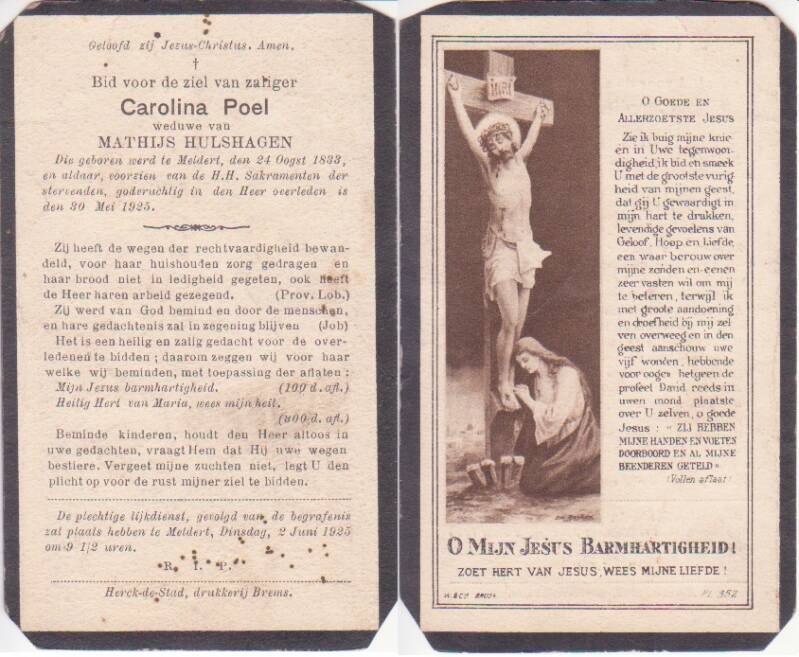 Geloofd zij Jezus-Christus. Amen.
†
Bid voor de ziel van zaliger
Carolina Poel
weduwe van
MATHIJS HULSHAGEN
Die geboren werd te Meldert, den 24 Oogst 1833,
en aldaar, voorzien van de H.H. Sakramenten der
stervenden, godvruchtig in den Heer overleden is
den 30 Mei 1925.
Zij heeft de wegen der rechtvaardigheid bewan-
deld, voor haar huishouden zorg gedragen en
haar brood niet in ledigheid gegeten, ook heeft
de Heer haren arbeid gezegend. (Prov. Lob.)
Zij werd van God bemind en door de menschen,
en hare gedachtenis zal in zegening blijven (Job)
Het is een heilig en zalig gedacht voor de over-
ledenen te bidden ; daarom zeggen wij voor haar
welke wij beminden, met toepassing der aflaten :
Mijn Jezus barmhartigheid. (100 d. afl.)
Heilig Hert van Maria, wees mijn heil.
(300 d. afl.)
Beminde kinderen, houdt den Heer altoos in
uwe gedachten, vraagt Hem dat Hij uwe wegen
bestiere. Vergeet mijne zuchten niet, legt U den
plicht op voor de rust mijner ziel te bidden.
De plechtige lijkdienst, gevolgd van de begrafenis
zal plaats hebben te Meldert, Dinsdag, 2 Juni 1925
om 9 1/2 uren.
R. I. P.
Herck-de-Stad, drukkerij Brems.
INRI
O GOEDE EN
ALLERZOETSTE JESUS
Zie ik buig mijne knie-
ën in Uwe tegenwoor-
digheid, ik bid en smeek
U met de grootste vurig
heid van mijnen geest,
dat gij U gewaardigt in
mijn hart te drukken,
levendige gevoelens van
Geloof, Hoop en Liefde,
een waar berouw over
mijne zonden en eenen
zeer vasten wil om mij
te beteren, terwijl ik
met groote aandoening
en droefheid bij mij zel
ven overweeg en in den
geest aanschouw uwe
vijf wonden, hebbende
voor oogen hetgeen de
profeet David reeds in
uwen mond plaatste
over U zelven, o goede
Jesus : "ZIJ HEBBEN
MIJNE HANDEN EN VOETEN
DOORBOORD EN AL MIJNE
BEENDEREN GETELD"
(Vollen aflaat)
O MIJN JESUS BARMHARTIGHEID!
ZOET HERT VAN JESUS, WEES MIJNE LIEFDE!
PL 352